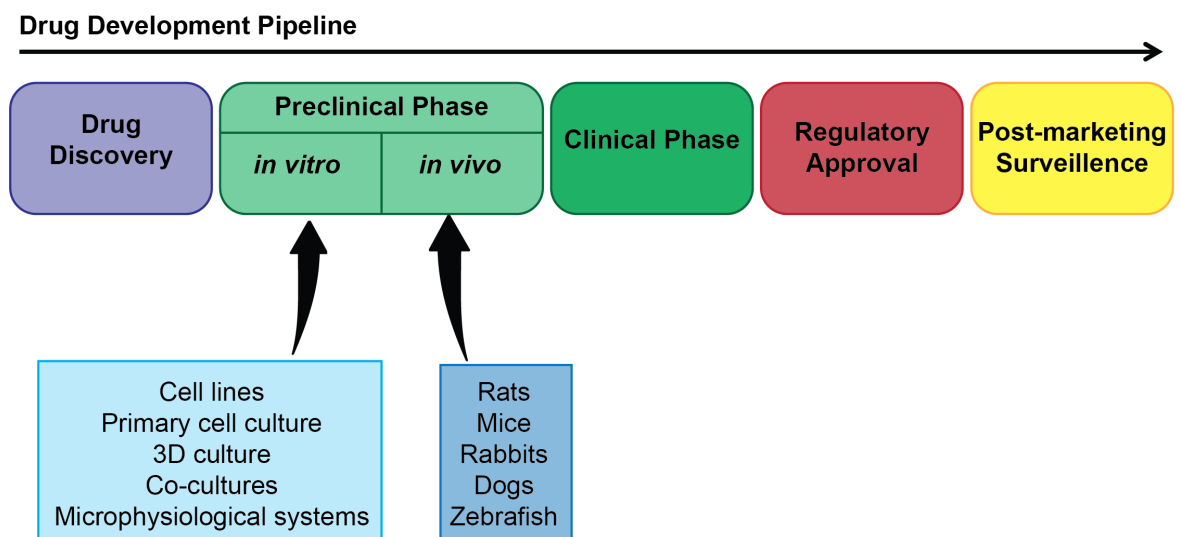 Drug Development Pipeline
Drug
Discovery
Preclinical Phase
in vitro
in vivo
Clinical Phase
Regulatory
Approval
Post-marketing
Surveillence
Cell lines
Primary cell culture
3D culture
Co-cultures
Microphysiological systems
Rats
Mice
Rabbits
Dogs
Zebrafish